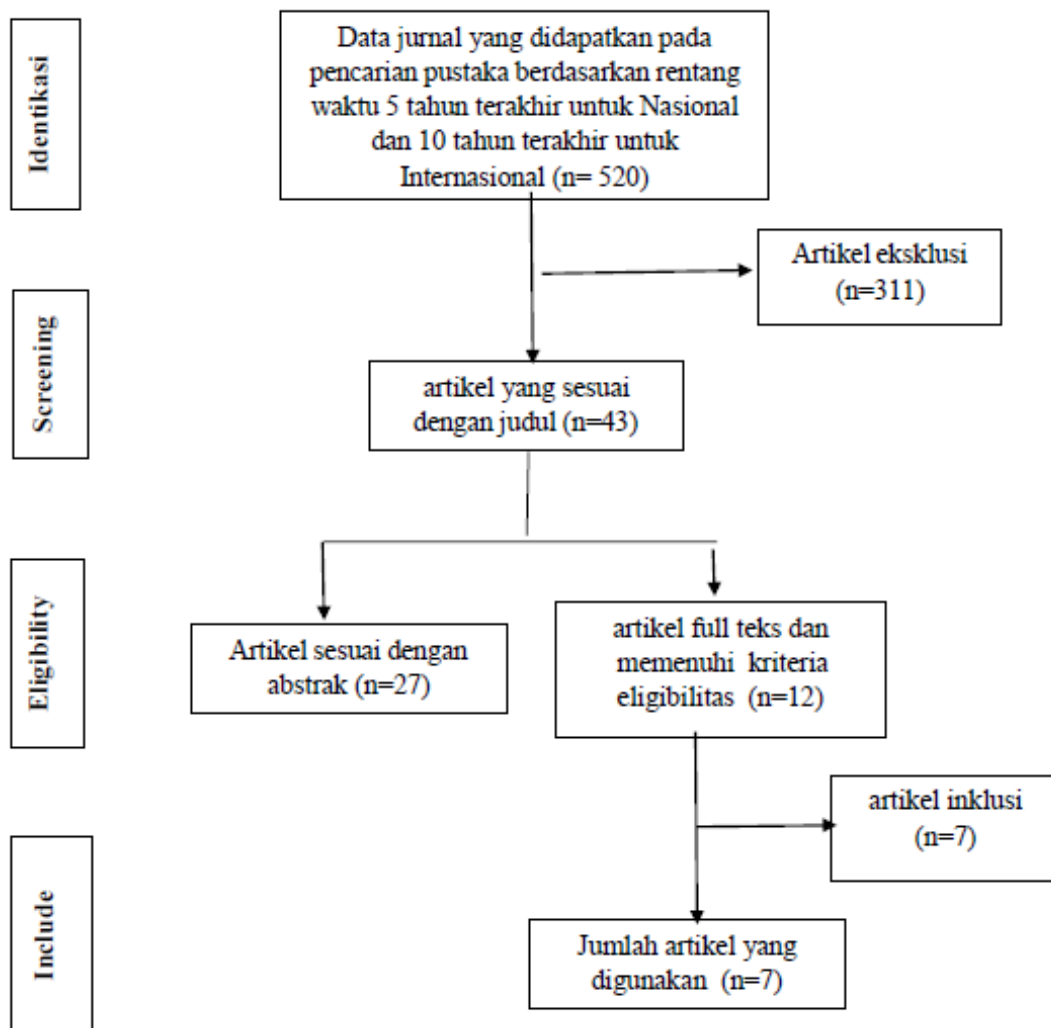 Identikasi
Data jurnal yang didapatkan pada
pencarian pustaka berdasarkan rentang
waktu 5 tahun terakhir untuk Nasional
dan 10 tahun terakhir untuk
Internasional (n= 520)
Artikel eksklusi
(n=311)
Screening
artikel yang sesuai
dengan judul (n=43)
Eligibility
Artikel sesuai dengan
abstrak (n=27)
artikel full teks dan
memenuhi kriteria
eligibilitas (n=12)
artikel inklusi
(n=7)
Include
Jumlah artikel yang
digunakan (n=7)